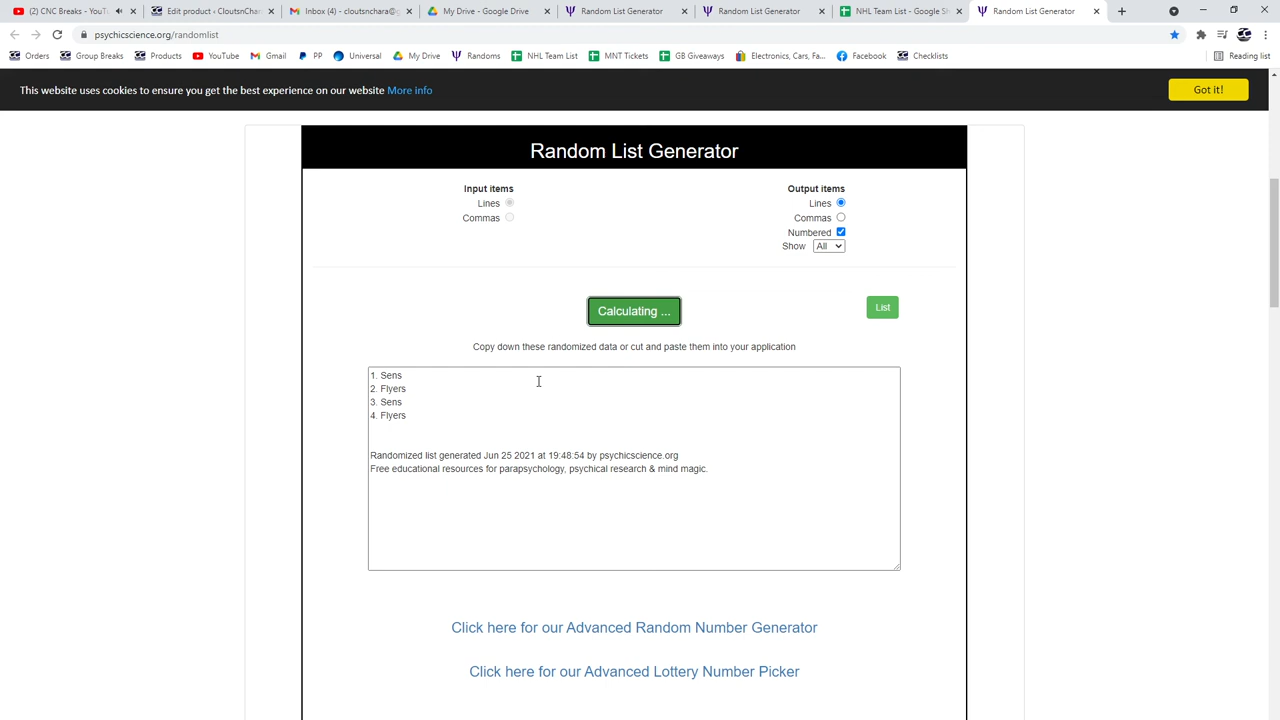 (2) CNC Breaks - YouTu
Edit product ‹ CloutsnChara
Inbox (4) - cloutsnchara@g
My Drive - Google Drive
Random List Generator
Random List Generator
NHL Team List - Google Sh
Random List Generator
psychicscience.org/randomlist
Orders
Group Breaks
Products
YouTube
Gmail
PP
Universal
My Drive
Randoms
NHL Team List
MNT Tickets
GB Giveaways
Electronics, Cars, Fa...
Facebook
Checklists
Reading list
This website uses cookies to ensure you get the best experience on our website More info
Got it!
Random List Generator
Input items
Lines
Commas
Output items
Lines
Commas
Numbered
Show All
Calculating ...
List
Copy down these randomized data or cut and paste them into your application
1. Sens
2. Flyers
3. Sens
4. Flyers
Randomized list generated Jun 25 2021 at 19:48:54 by psychicscience.org
Free educational resources for parapsychology, psychical research & mind magic.
Click here for our Advanced Random Number Generator
Click here for our Advanced Lottery Number Picker